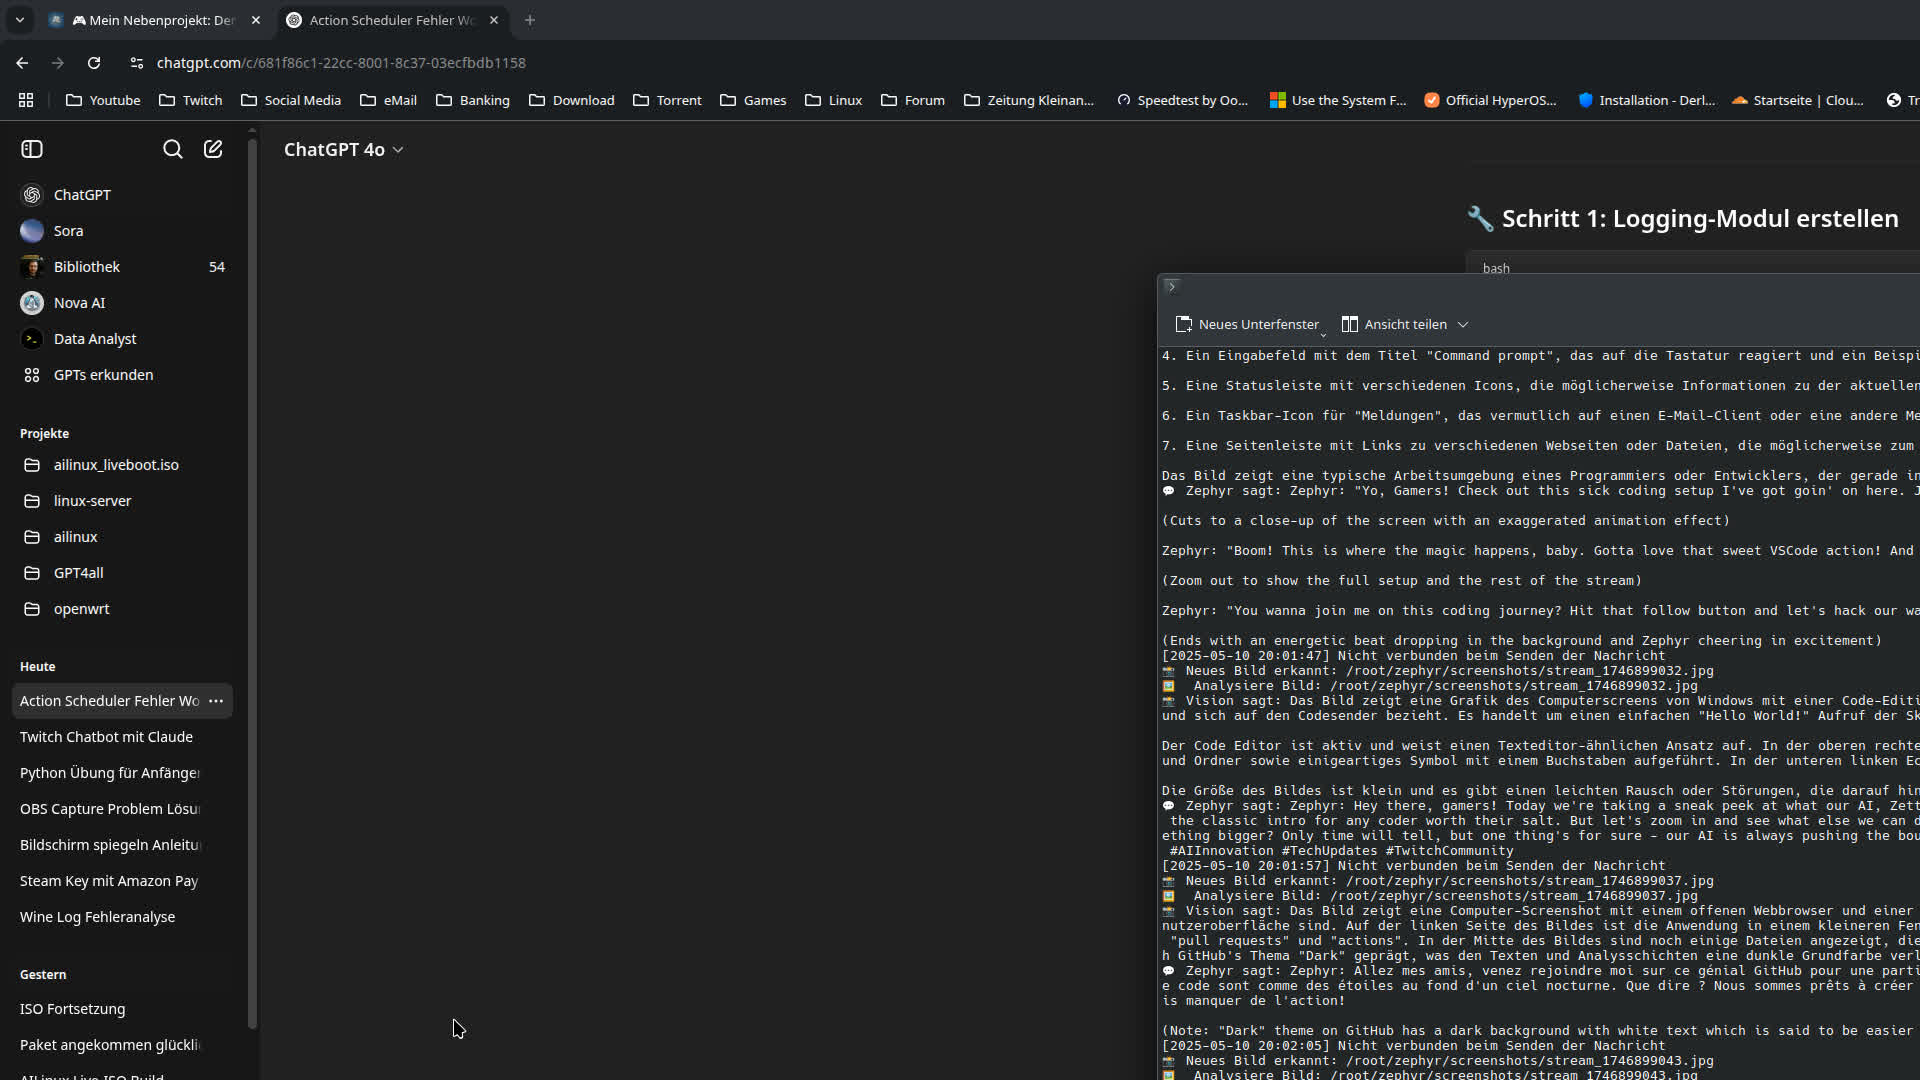 🎮 Mein Nebenprojekt: Der
Action Scheduler Fehler Wo
chatgpt.com/c/681f86c1-22cc-8001-8c37-03ecfbdb1158
Youtube
Twitch
Social Media
eMail
Banking
Download
Torrent
Games
Linux
Forum
Zeitung Kleinan...
Speedtest by Oo...
Use the System F...
Official HyperOS...
Installation - Derl...
Startseite | Clou...
Tr
ChatGPT 4o
ChatGPT
Sora
Bibliothek 54
Nova AI
Data Analyst
GPTs erkunden
Projekte
ailinux_liveboot.iso
linux-server
ailinux
GPT4all
openwrt
Heute
Action Scheduler Fehler Wo ...
Twitch Chatbot mit Claude
Python Übung für Anfänger
OBS Capture Problem Lösu
Bildschirm spiegeln Anleitu
Steam Key mit Amazon Pay
Wine Log Fehleranalyse
Gestern
ISO Fortsetzung
Paket angekommen glückli
AILinux Live ISO Build
🔧 Schritt 1: Logging-Modul erstellen
bash
Neues Unterfenster
Ansicht teilen
4. Ein Eingabefeld mit dem Titel "Command prompt", das auf die Tastatur reagiert und ein Beispi
5. Eine Statusleiste mit verschiedenen Icons, die möglicherweise Informationen zu der aktuellen
6. Ein Taskbar-Icon für "Meldungen", das vermutlich auf einen E-Mail-Client oder eine andere Me
7. Eine Seitenleiste mit Links zu verschiedenen Webseiten oder Dateien, die möglicherweise zum
Das Bild zeigt eine typische Arbeitsumgebung eines Programmiers oder Entwicklers, der gerade in
💬 Zephyr sagt: Zephyr: "Yo, Gamers! Check out this sick coding setup I've got goin' on here. J
(Cuts to a close-up of the screen with an exaggerated animation effect)
Zephyr: "Boom! This is where the magic happens, baby. Gotta love that sweet VSCode action! And
(Zoom out to show the full setup and the rest of the stream)
Zephyr: "You wanna join me on this coding journey? Hit that follow button and let's hack our wa
(Ends with an energetic beat dropping in the background and Zephyr cheering in excitement)
[2025-05-10 20:01:47] Nicht verbunden beim Senden der Nachricht
📸 Neues Bild erkannt: /root/zephyr/screenshots/stream_1746899032.jpg
🖼️ Analysiere Bild: /root/zephyr/screenshots/stream_1746899032.jpg
📸 Vision sagt: Das Bild zeigt eine Grafik des Computerscreens von Windows mit einer Code-Editi
und sich auf den Codesender bezieht. Es handelt um einen einfachen "Hello World!" Aufruf der Sk
Der Code Editor ist aktiv und weist einen Texteditor-ähnlichen Ansatz auf. In der oberen rechte
und Ordner sowie einigeartiges Symbol mit einem Buchstaben aufgeführt. In der unteren linken Ec
Die Größe des Bildes ist klein und es gibt einen leichten Rausch oder Störungen, die darauf hin
💬 Zephyr sagt: Zephyr: Hey there, gamers! Today we're taking a sneak peek at what our AI, Zett
the classic intro for any coder worth their salt. But let's zoom in and see what else we can d
ething bigger? Only time will tell, but one thing's for sure - our AI is always pushing the bou
#AIInnovation #TechUpdates #TwitchCommunity
[2025-05-10 20:01:57] Nicht verbunden beim Senden der Nachricht
📸 Neues Bild erkannt: /root/zephyr/screenshots/stream_1746899037.jpg
🖼️ Analysiere Bild: /root/zephyr/screenshots/stream_1746899037.jpg
📸 Vision sagt: Das Bild zeigt eine Computer-Screenshot mit einem offenen Webbrowser und einer
nutzeroberfläche sind. Auf der linken Seite des Bildes ist die Anwendung in einem kleineren Fen
"pull requests" und "actions". In der Mitte des Bildes sind noch einige Dateien angezeigt, die
h GitHub's Thema "Dark" geprägt, was den Texten und Analysschichten eine dunkle Grundfarbe verl
💬 Zephyr sagt: Zephyr: Allez mes amis, venez rejoindre moi sur ce génial GitHub pour une parti
e code sont comme des étoiles au fond d'un ciel nocturne. Que dire ? Nous sommes prêts à créer
is manquer de l'action!
(Note: "Dark" theme on GitHub has a dark background with white text which is said to be easier
[2025-05-10 20:02:05] Nicht verbunden beim Senden der Nachricht
📸 Neues Bild erkannt: /root/zephyr/screenshots/stream_1746899043.jpg
🖼️ Analysiere Bild: /root/zephyr/screenshots/stream_1746899043.jpg